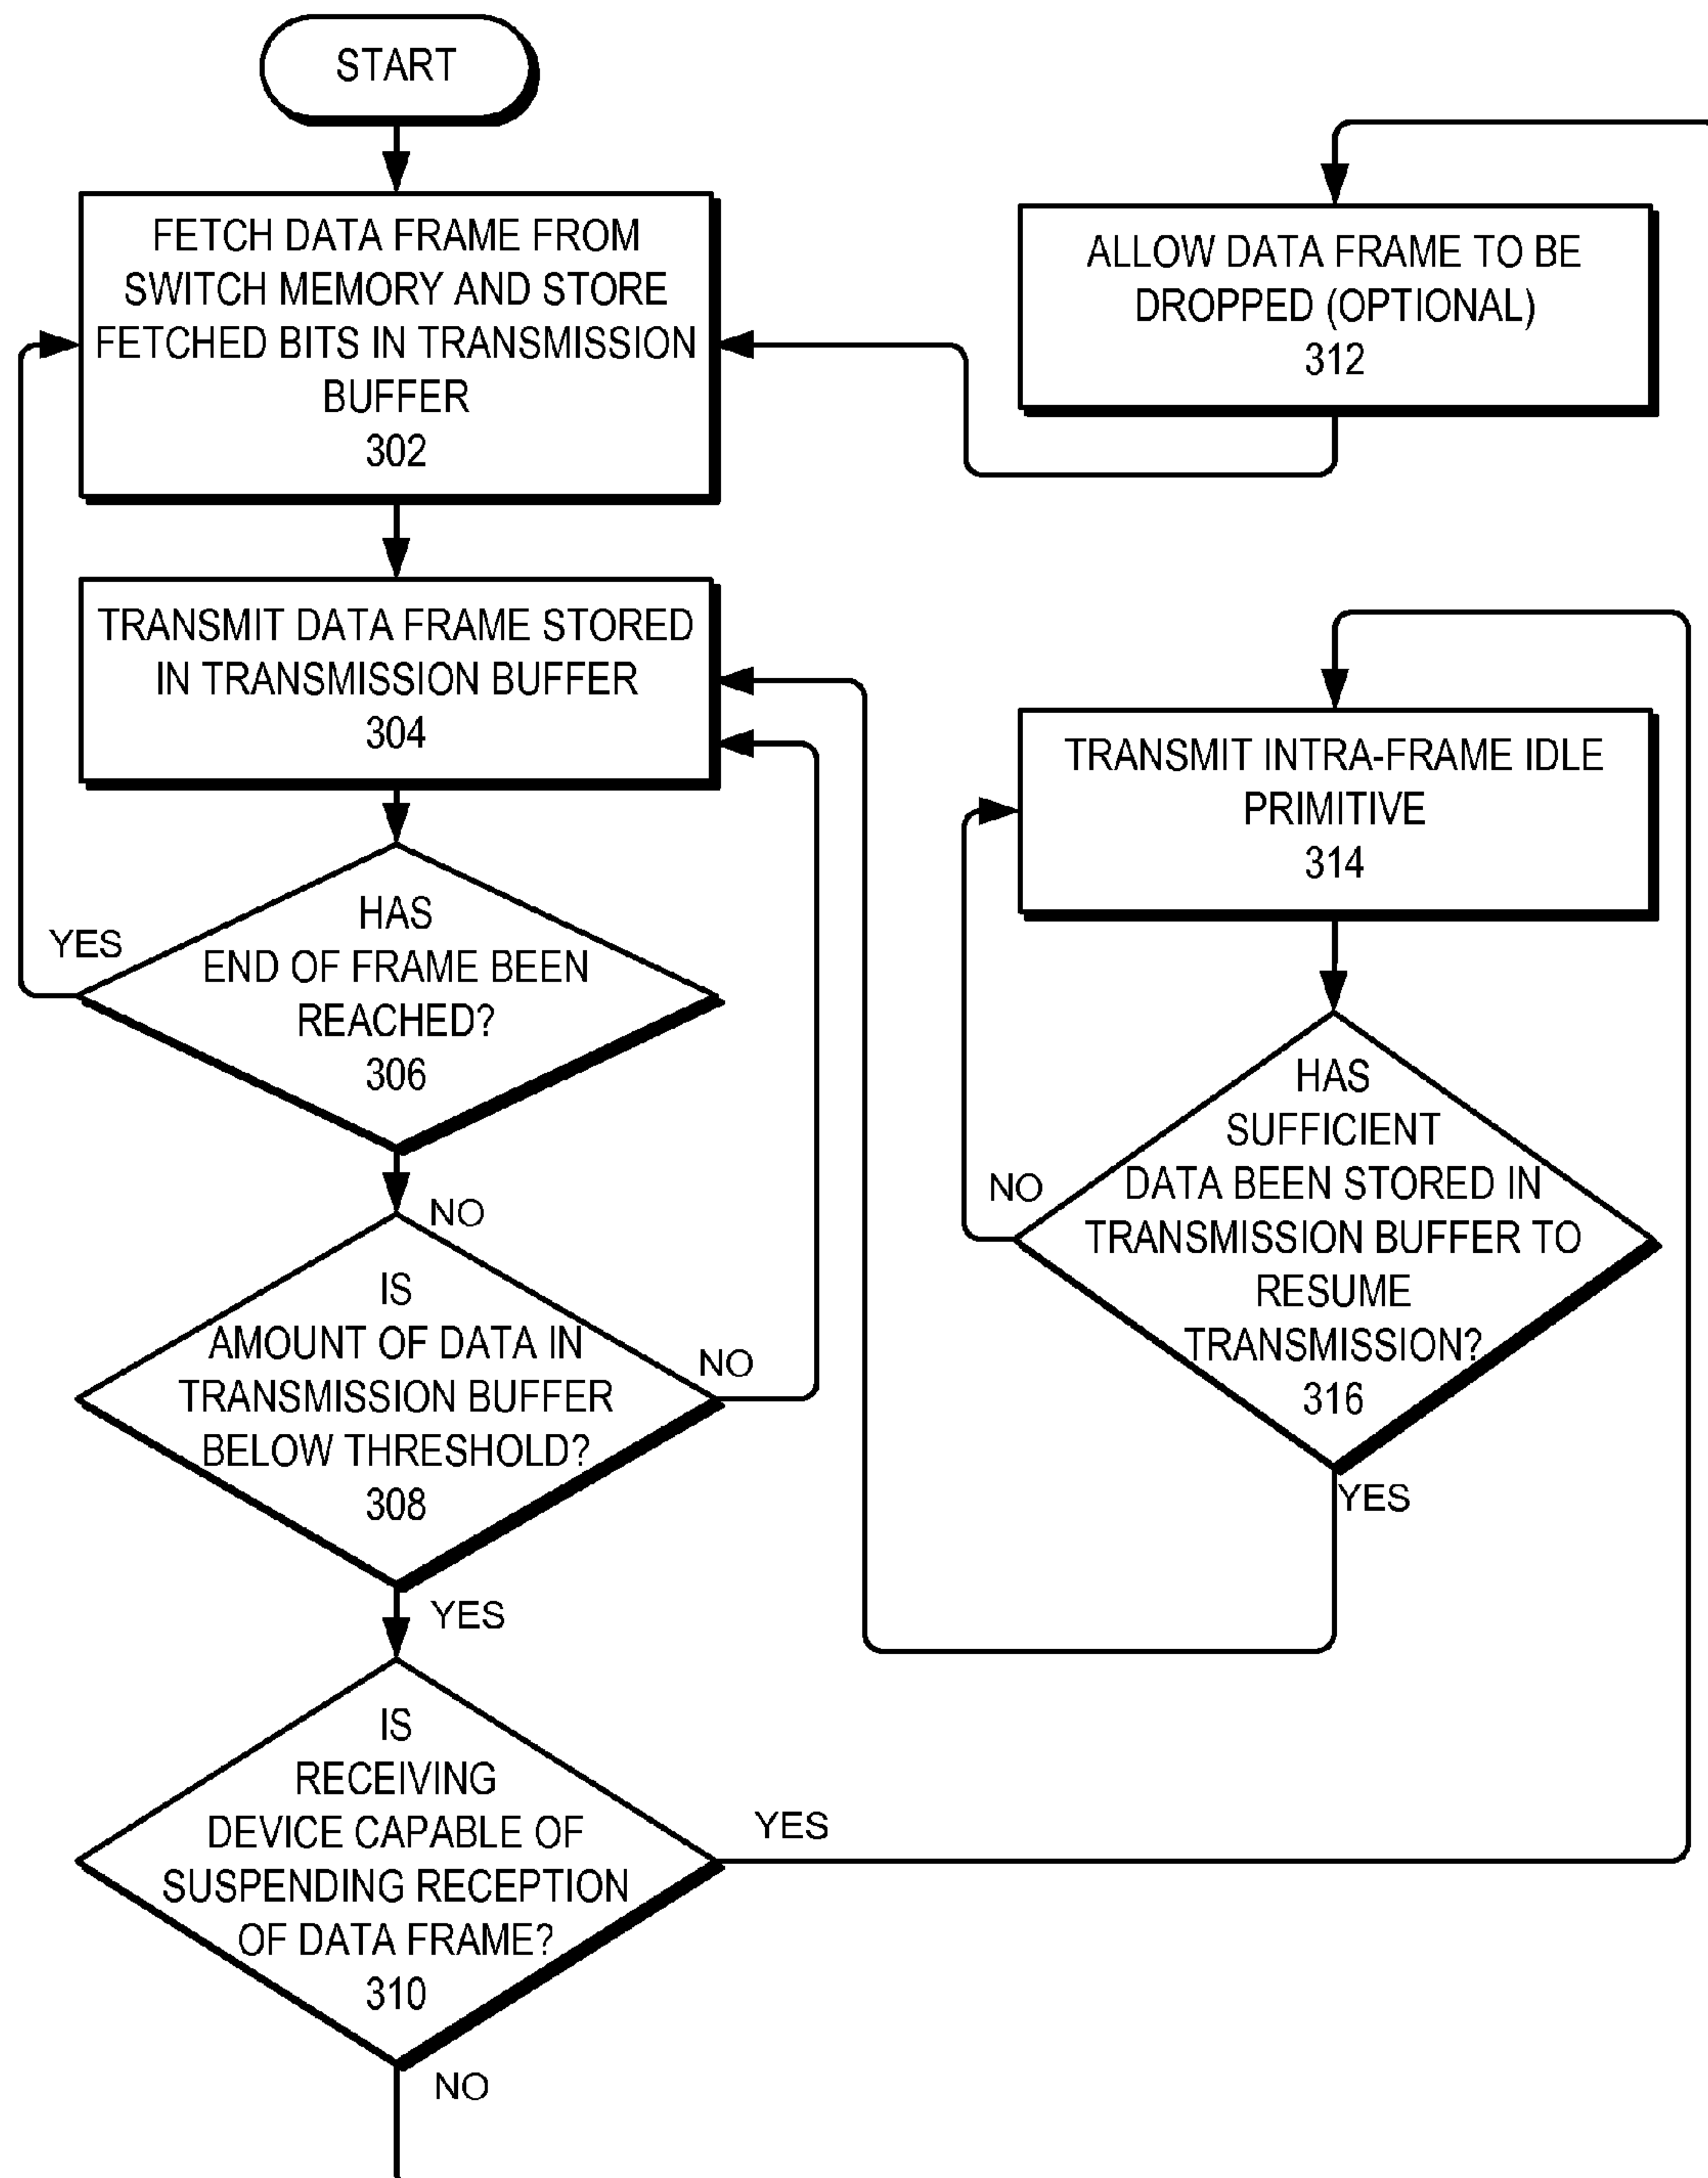 START
FETCH DATA FRAME FROM
SWITCH MEMORY AND STORE
FETCHED BITS IN TRANSMISSION
BUFFER
302
ALLOW DATA FRAME TO BE
DROPPED (OPTIONAL)
312
TRANSMIT DATA FRAME STORED
IN TRANSMISSION BUFFER
304
TRANSMIT INTRA-FRAME IDLE
PRIMITIVE
314
HAS
END OF FRAME BEEN
REACHED?
306
YES
NO
HAS
SUFFICIENT
DATA BEEN STORED IN
TRANSMISSION BUFFER TO
RESUME
TRANSMISSION?
316
NO
YES
IS
AMOUNT OF DATA IN
TRANSMISSION BUFFER
BELOW THRESHOLD?
308
NO
YES
IS
RECEIVING
DEVICE CAPABLE OF
SUSPENDING RECEPTION
OF DATA FRAME?
310
YES
NO